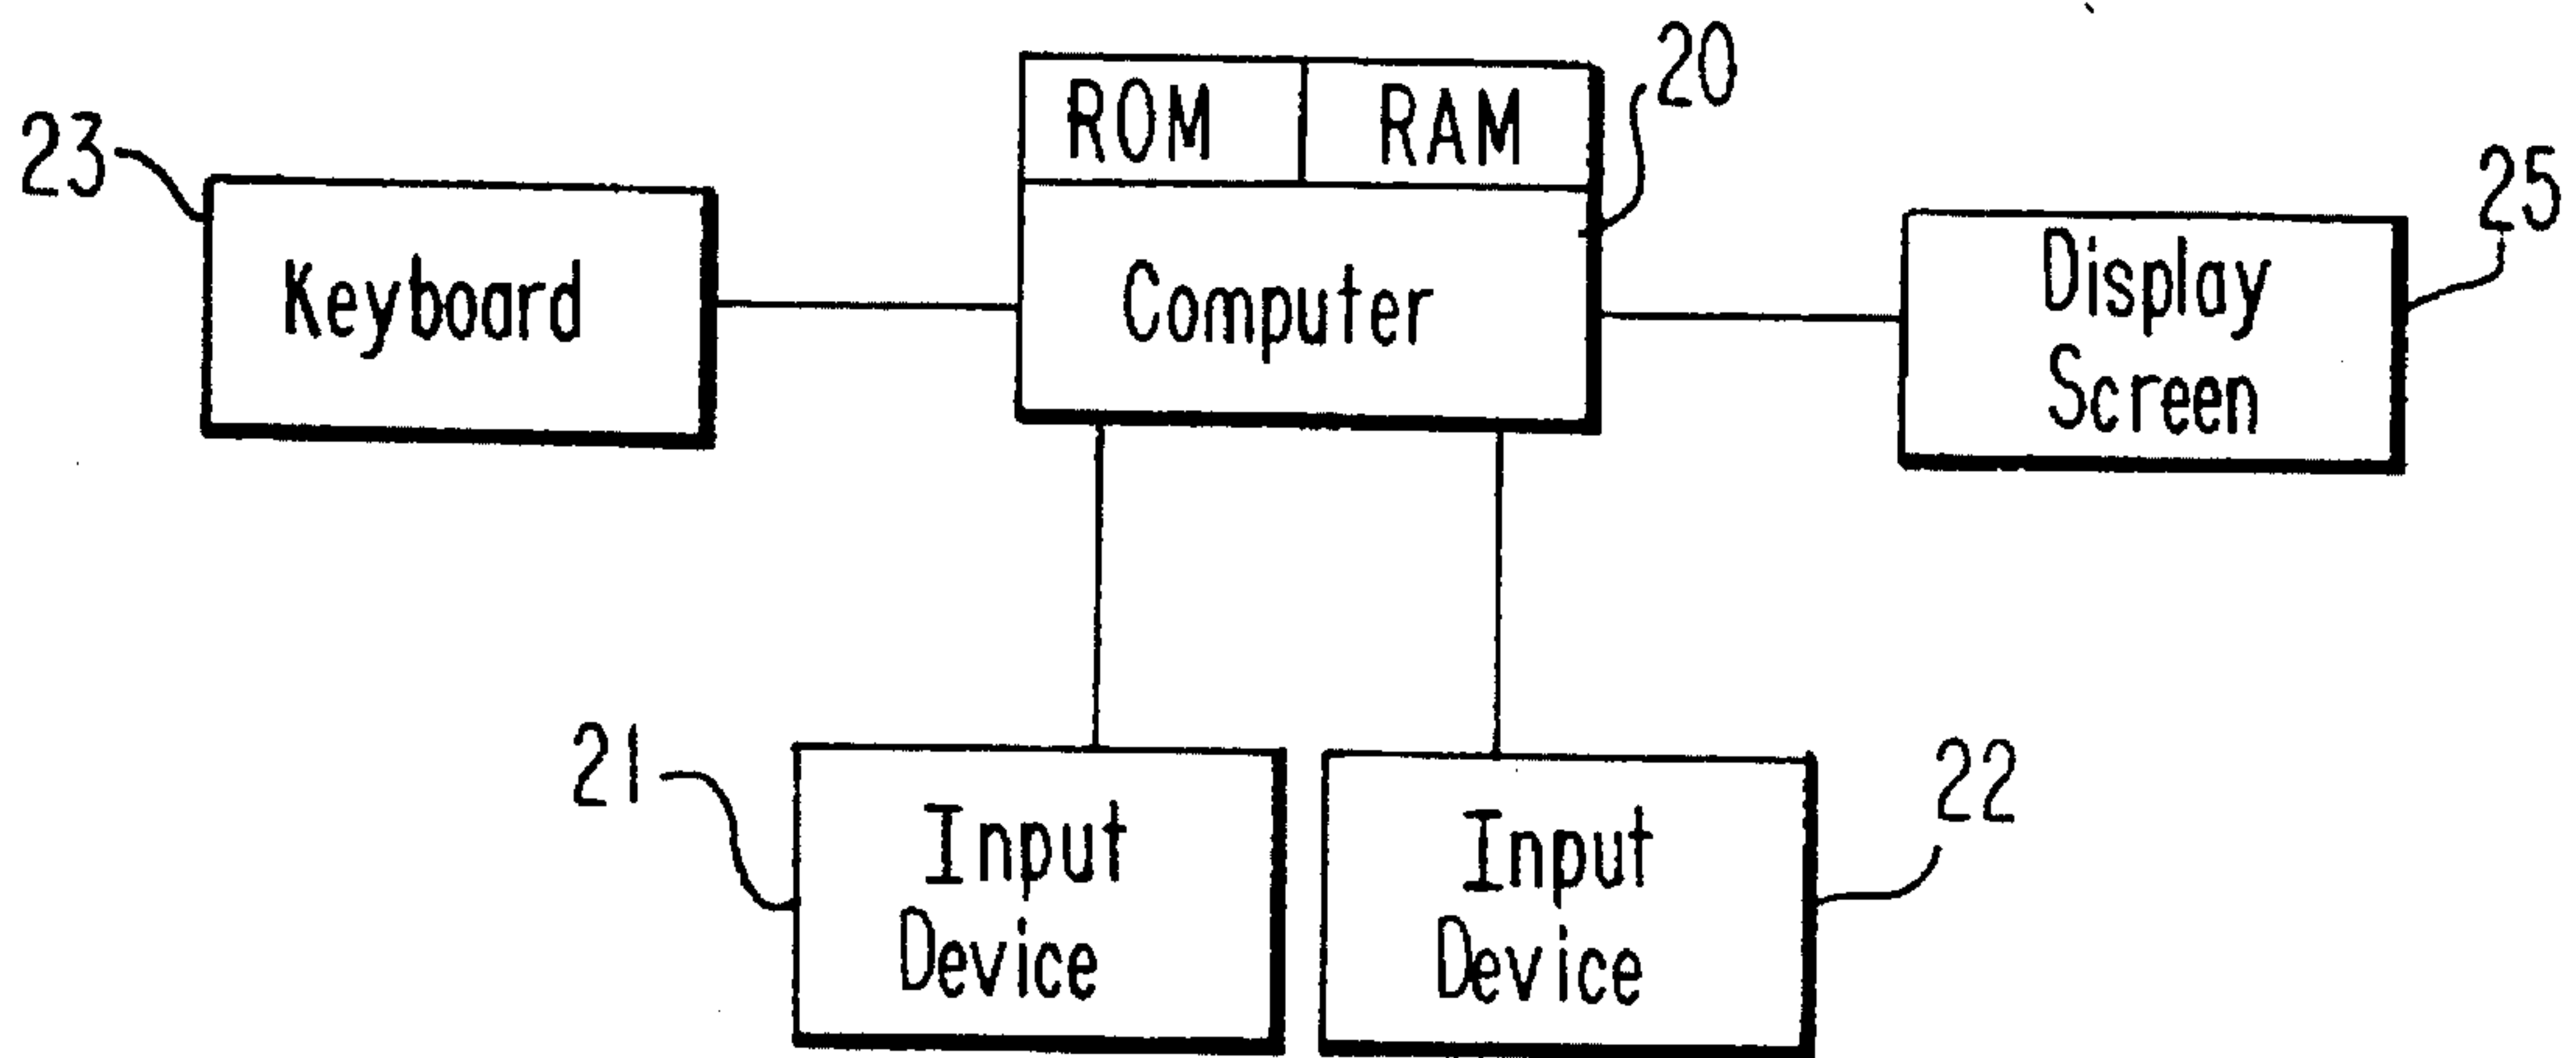 20
ROM RAM
23
25
Keyboard
Computer
Display
Screen
21
22
Input
Device
Input
Device